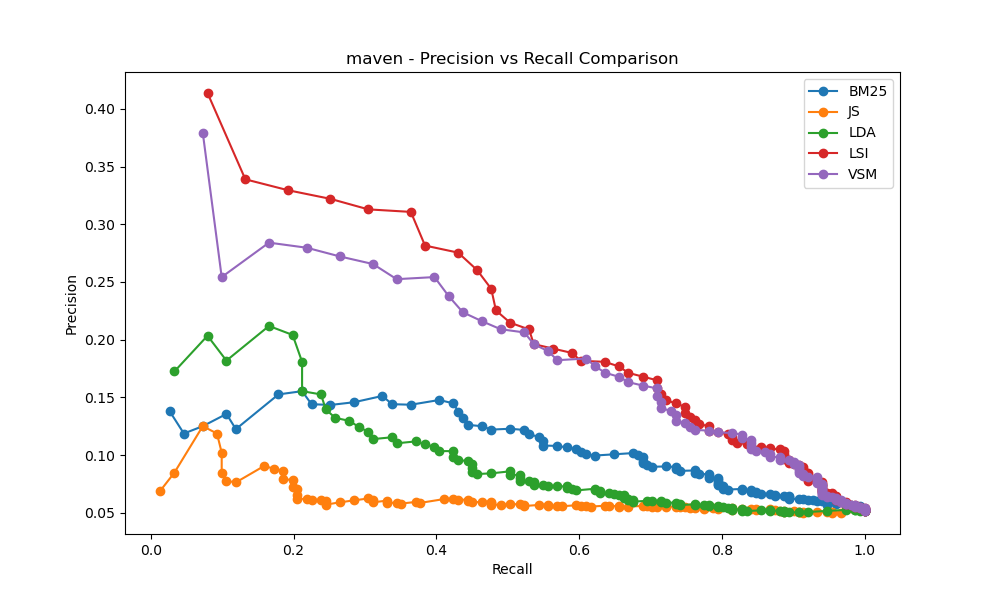 maven - Precision vs Recall Comparison
BM25
JS
LDA
LSI
VSM
Precision
0.40
0.35
0.30
0.25
0.20
0.15
0.10
0.05
0.0
0.2
0.4
0.6
0.8
1.0
Recall